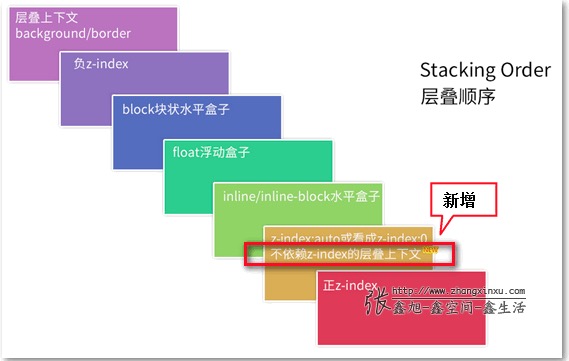 层叠上下文
background/border
负z-index
block块状水平盒子
float浮动盒子
inline/inline-block水平盒子
z-index:auto或看成z-index:0
不依赖z-index的层叠上下文
正z-index
Stacking Order
层叠顺序
新增
http://www.zhangxinxu.com
张鑫旭-鑫空间-鑫生活